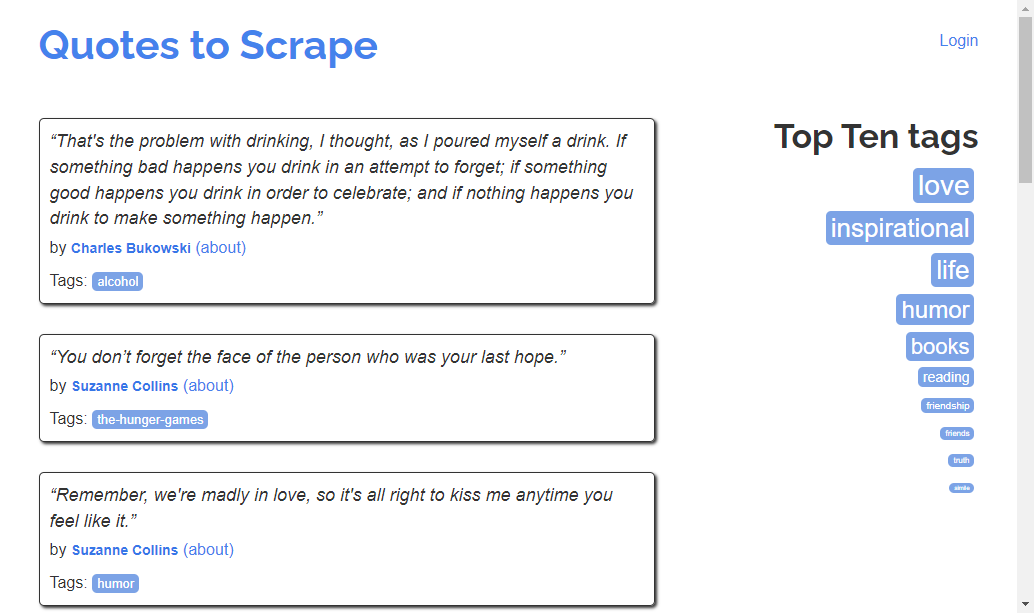 Quotes to Scrape
Login
“That's the problem with drinking, I thought, as I poured myself a drink. If
something bad happens you drink in an attempt to forget; if something
good happens you drink in order to celebrate; and if nothing happens you
drink to make something happen.”
by Charles Bukowski (about)
Tags: alcohol
“You don’t forget the face of the person who was your last hope.”
by Suzanne Collins (about)
Tags: the-hunger-games
“Remember, we're madly in love, so it's all right to kiss me anytime you
feel like it.”
by Suzanne Collins (about)
Tags: humor
Top Ten tags
love
inspirational
life
humor
books
reading
friendship
friends
truth
simile